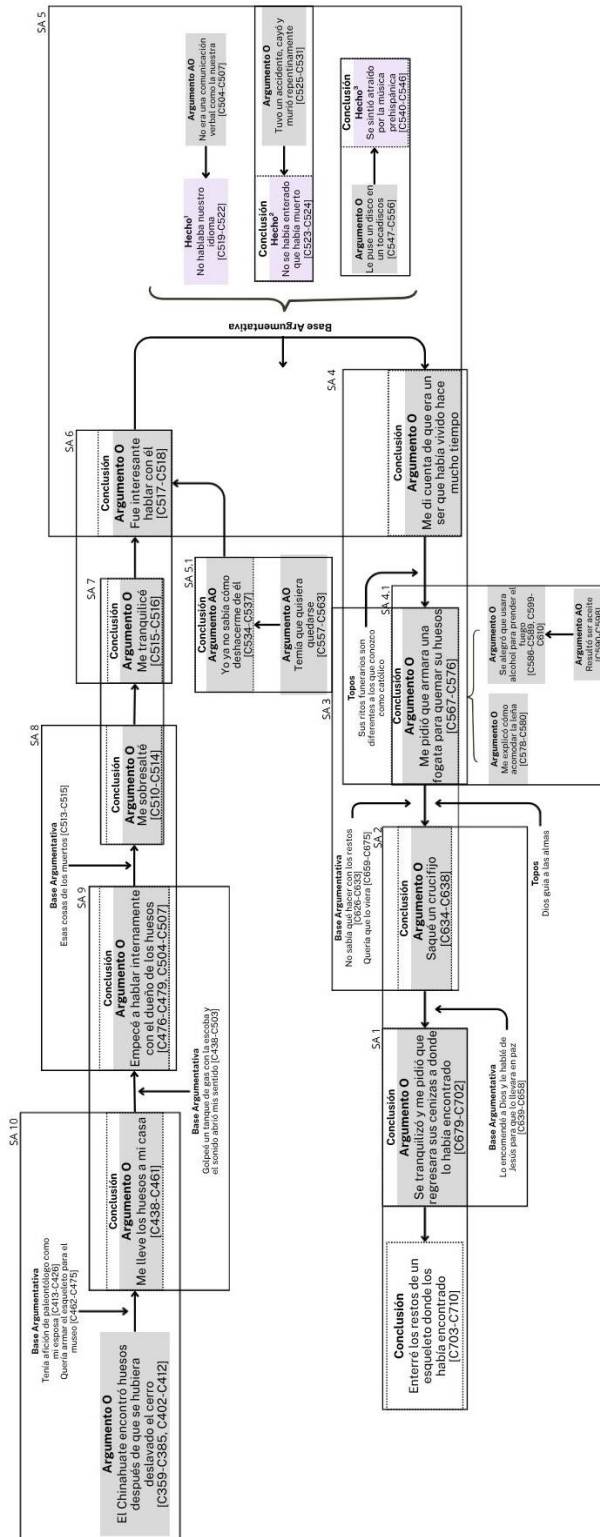 SA 10
Argumento O
El Chinahuate encontró huesos
después de que se hubiera
deslavado el cerro
[C359-C385, C402-C412]
Base Argumentativa
Tenía afición de paleontólogo como
mi esposa [C413-C426]
Quería armar el esqueleto para el
museo [C462-C475]
Conclusión
Argumento O
Me lleve los huesos a mi casa
[C438-C461]
Base Argumentativa
Golpeé un tanque de gas con la escoba y
el sonido abrió mis sentido [C438-C503]
SA 9
Conclusión
Argumento O
Empecé a hablar internamente
con el dueño de los huesos
[C476-C479, C504-C507]
Base Argumentativa
Esas cosas de los muertos [C513-C515]
SA 8
Conclusión
Argumento O
Me sobresalté
[C510-C514]
SA 7
Conclusión
Argumento O
Me tranquilicé
[C515-C516]
SA 6
Conclusión
Argumento O
Fue interesante
hablar con él
[C517-C518]
SA 5.1
Conclusión
Argumento AO
Yo ya no sabía cómo
deshacerme de él
[C534-C537]
Argumento AO
Temía que quisiera
quedarse
[C557-C563]
SA 5
Base Argumentativa
Hecho¹
No hablaba nuestro
idioma
[C519-C522]
Argumento AO
No era una comunicación
verbal como la nuestra
[C504-C507]
Conclusión
Hecho²
No se había enterado
que había muerto
[C523-C524]
Argumento O
Tuvo un accidente, cayó y
murió repentinamente
[C525-C531]
Argumento O
Le puse un disco en
un tocadiscos
[C547-C556]
Conclusión
Hecho³
Se sintió atraído
por la música
prehispánica
[C540-C546]
SA 4
Conclusión
Argumento O
Me di cuenta de que era un
ser que había vivido hace
mucho tiempo
Topos
Sus ritos funerarios son
diferentes a los que conozco
como católico
SA 3
SA 4.1
Conclusión
Argumento O
Me pidió que armara una
fogata para quemar su huesos
[C567-C576]
Argumento O
Me explicó cómo
acomodar la leña
[C578-C580]
Argumento O
Se alegró que usara
alcohol para prender el
fuego
[C586-C589, C599-
C610]
Argumento AO
Resultó ser aceite
[C590-C598]
Base Argumentativa
No sabía qué hacer con los restos
[C626-C633]
Quería que lo viera [C659-C675]
Topos
Dios guía a las almas
SA 2
Conclusión
Argumento O
Saqué un crucifijo
[C634-C638]
Base Argumentativa
Lo encomendé a Dios y le hablé de
Jesús para que lo llevara en paz
[C639-C658]
SA 1
Conclusión
Argumento O
Se tranquilizó y me pidió que
regresara sus cenizas a donde
lo había encontrado
[C679-C702]
Conclusión
Enterré los restos de un
esqueleto donde los
había encontrado
[C703-C710]